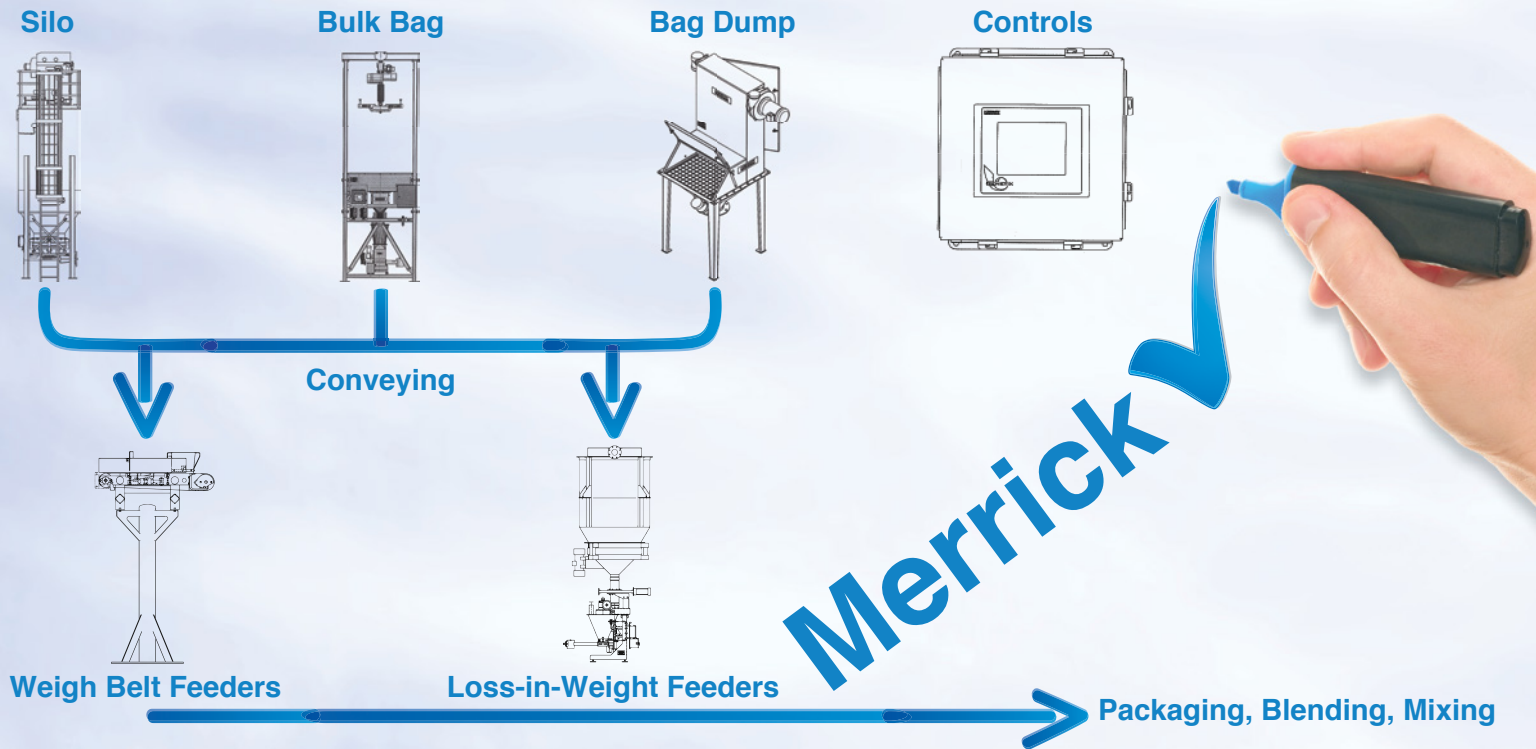 Silo
Bulk Bag
Bag Dump
Controls
Conveying
Merrick
Weigh Belt Feeders
Loss-in-Weight Feeders
Packaging, Blending, Mixing